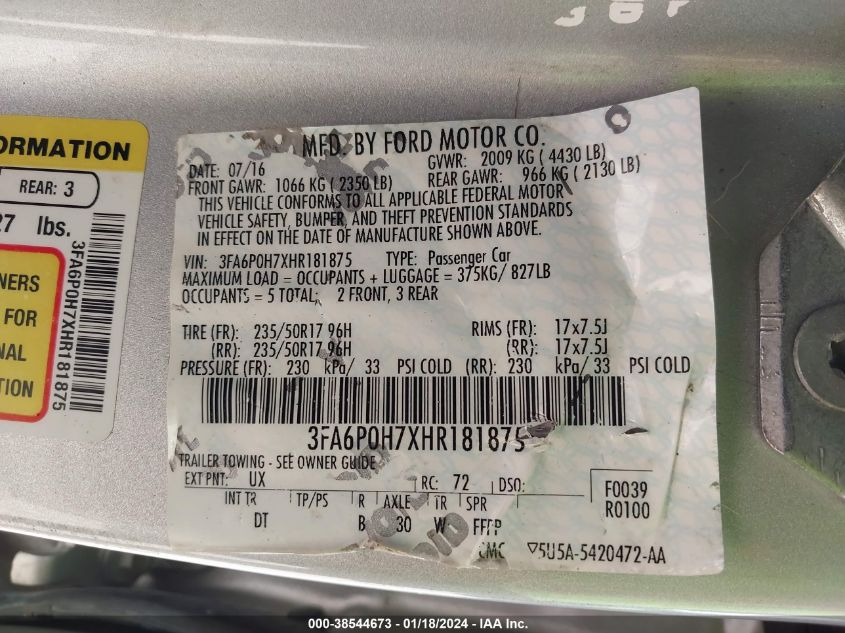 MFD. BY FORD MOTOR CO.
DATE: 07/16 GVWR: 2009 KG ( 4430 LB)
FRONT GAWR: 1066 KG ( 2350 LB) REAR GAWR: 966 KG ( 2130 LB)
THIS VEHICLE CONFORMS TO ALL APPLICABLE FEDERAL MOTOR
VEHICLE SAFETY, BUMPER, AND THEFT PREVENTION STANDARDS
IN EFFECT ON THE DATE OF MANUFACTURE SHOWN ABOVE.
VIN: 3FA6P0H7XHR181875 TYPE: Passenger Car
MAXIMUM LOAD = OCCUPANTS + LUGGAGE = 375KG/ 827LB
OCCUPANTS = 5 TOTAL; 2 FRONT, 3 REAR
TIRE (FR): 235/50R17 96H RIMS (FR): 17x7.5J
(RR): 235/50R17 96H (RR): 17x7.5J
PRESSURE (FR): 230 kPa/ 33 PSI COLD (RR): 230 kPa/ 33 PSI COLD
3FA6P0H7XHR181875
TRAILER TOWING - SEE OWNER GUIDE
EXT PNT: UX RC: 72 DSO:
INT TR TP/PS R AXLE TR SPR
DT B 30 W FFFP
F0039
R0100
5U5A-5420472-AA
ORMATION
REAR: 3
27 lbs.
3FA6P0H7XHR181875
NERS
FOR
NAL
TION
3-38544673 - 01/18/2024 - IAA Inc.